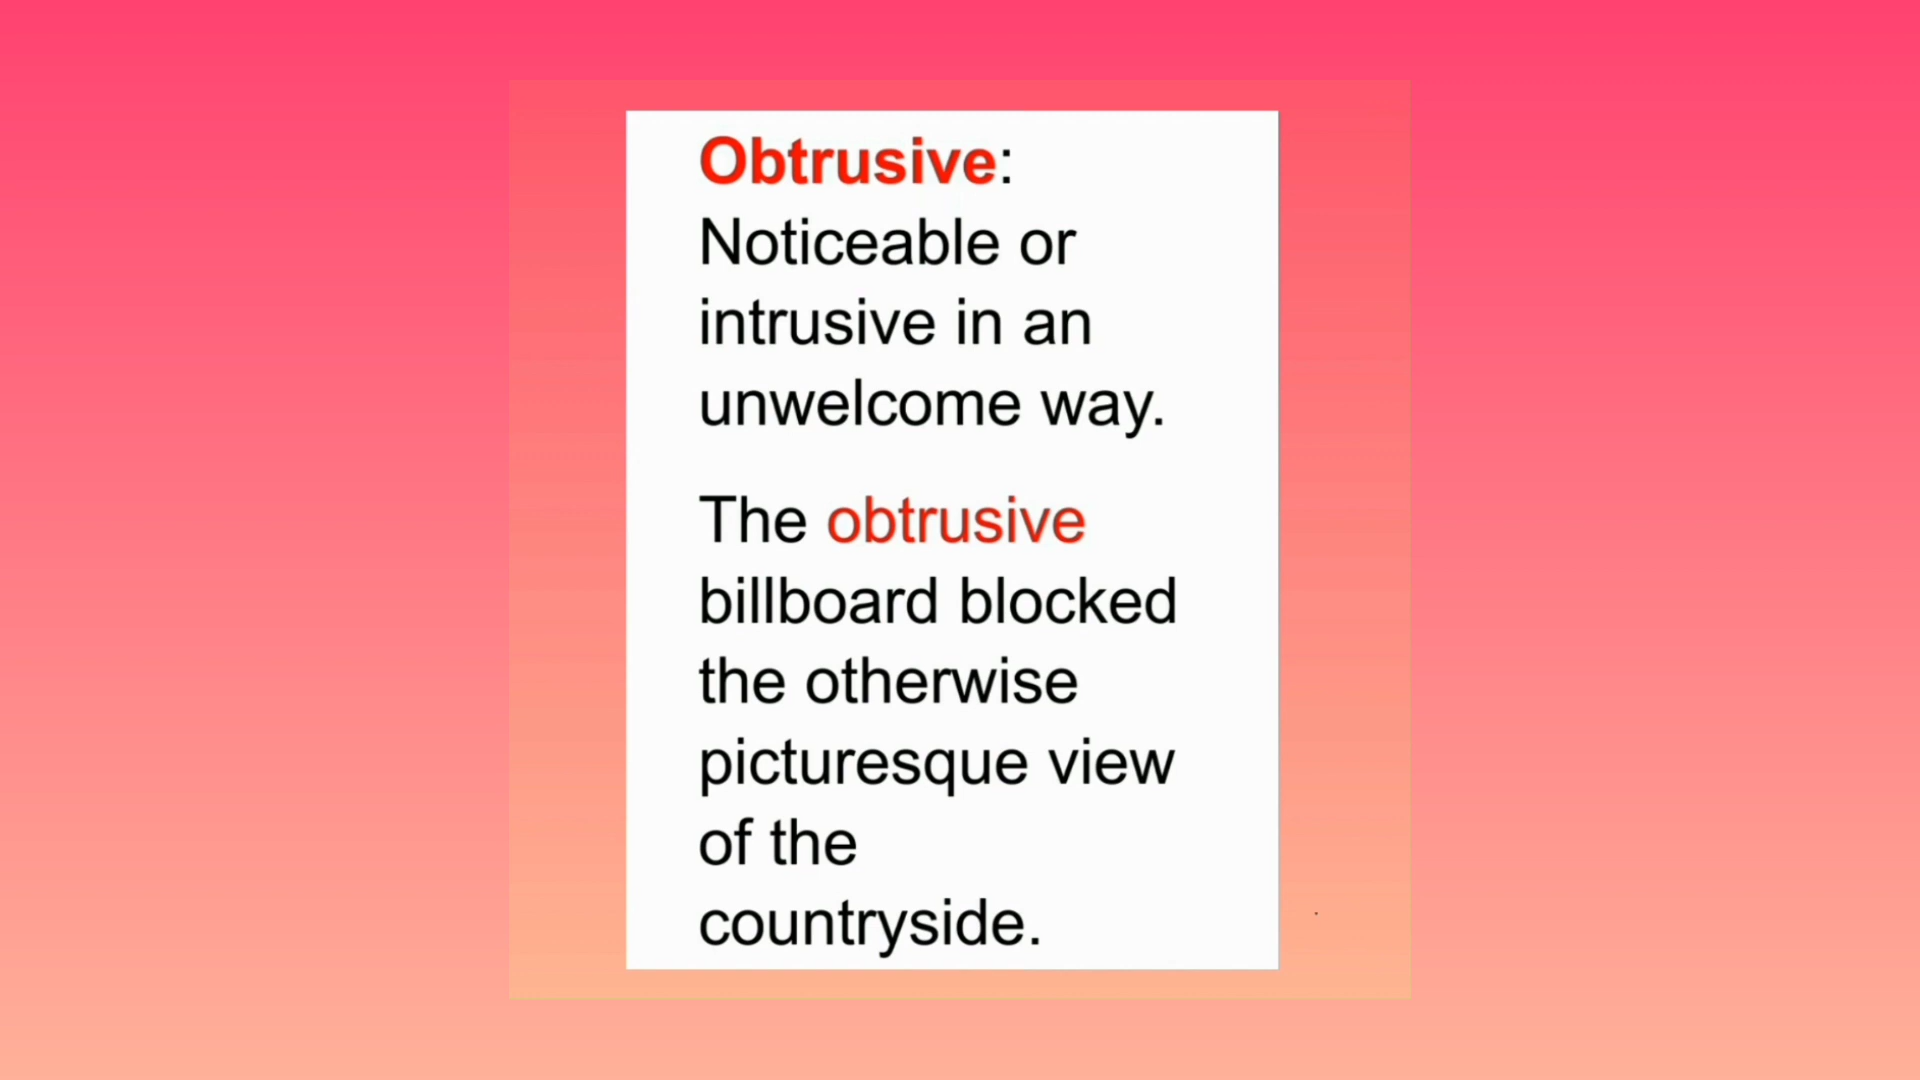 Obtrusive:
Noticeable or
intrusive in an
unwelcome way.
The obtrusive
billboard blocked
the otherwise
picturesque view
of the
countryside.